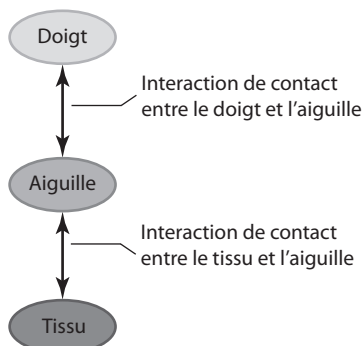 Doigt
Interaction de contact
entre le doigt et l’aiguille
Aiguille
Interaction de contact
entre le tissu et l’aiguille
Tissu